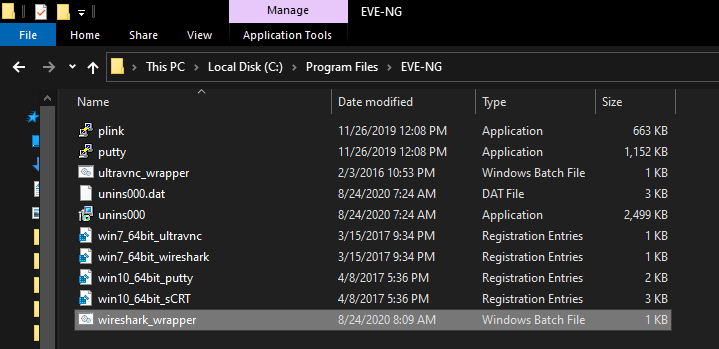 Manage EVE-NG
File Home Share View Application Tools
This PC > Local Disk (C:) > Program Files > EVE-NG
Name Date modified Type Size
plink 11/26/2019 12:08 PM Application 663 KB
putty 11/26/2019 12:08 PM Application 1,152 KB
ultravnc_wrapper 2/3/2016 10:53 PM Windows Batch File 1 KB
unins000.dat 8/24/2020 7:24 AM DAT File 3 KB
unins000 8/24/2020 7:24 AM Application 2,499 KB
win7_64bit_ultravnc 3/15/2017 9:34 PM Registration Entries 1 KB
win7_64bit_wireshark 3/15/2017 9:34 PM Registration Entries 1 KB
win10_64bit_putty 4/8/2017 5:36 PM Registration Entries 2 KB
win10_64bit_sCRT 4/8/2017 5:36 PM Registration Entries 3 KB
wireshark_wrapper 8/24/2020 8:09 AM Windows Batch File 1 KB